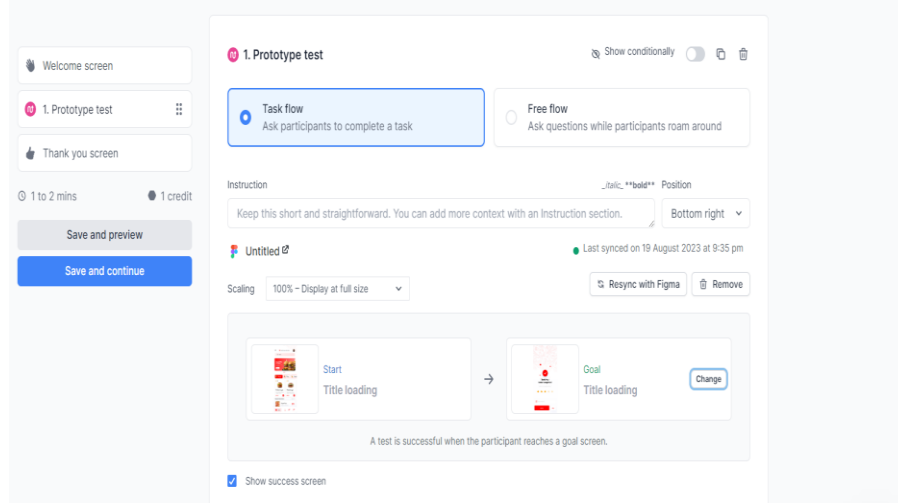 Welcome screen
1. Prototype test
Thank you screen
1 to 2 mins
1 credit
Save and preview
Save and continue
1. Prototype test
Show conditionally
Task flow
Ask participants to complete a task
Free flow
Ask questions while participants roam around
Instruction
_italic_ **bold** Position
Keep this short and straightforward. You can add more context with an Instruction section.
Bottom right
Untitled
Last synced on 19 August 2023 at 9:35 pm
Scaling
100% – Display at full size
Resync with Figma
Remove
Start
Title loading
Goal
Title loading
Change
A test is successful when the participant reaches a goal screen.
Show success screen